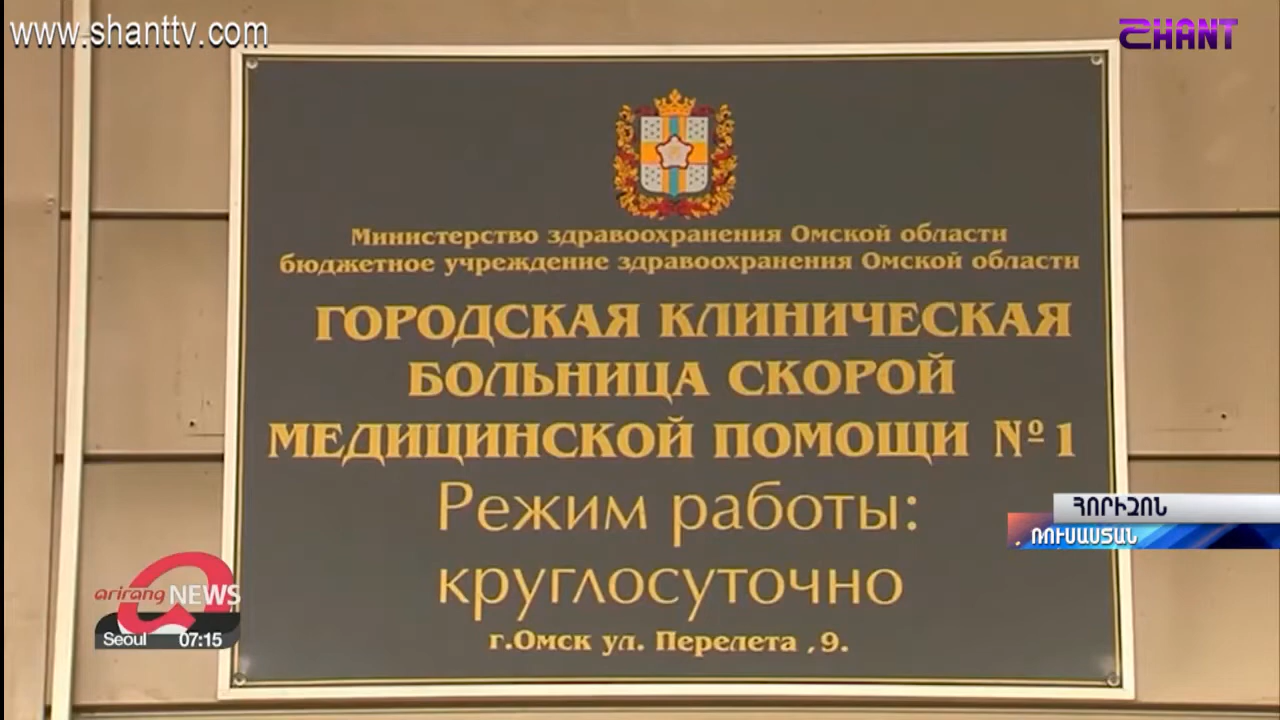 www.shanttv.com
SHANT
Министерство здравоохранения Омской области
бюджетное учреждение здравоохранения Омской области
ГОРОДСКАЯ КЛИНИЧЕСКАЯ
БОЛЬНИЦА СКОРОЙ
МЕДИЦИНСКОЙ ПОМОЩИ №1
Режим работы:
круглосуточно
г.Омск ул. Перелета , 9.
ՀՈՐԻԶՈՆ
ՌՈՒՍԱՍՏԱՆ
arirang NEWS
Seoul 07:15